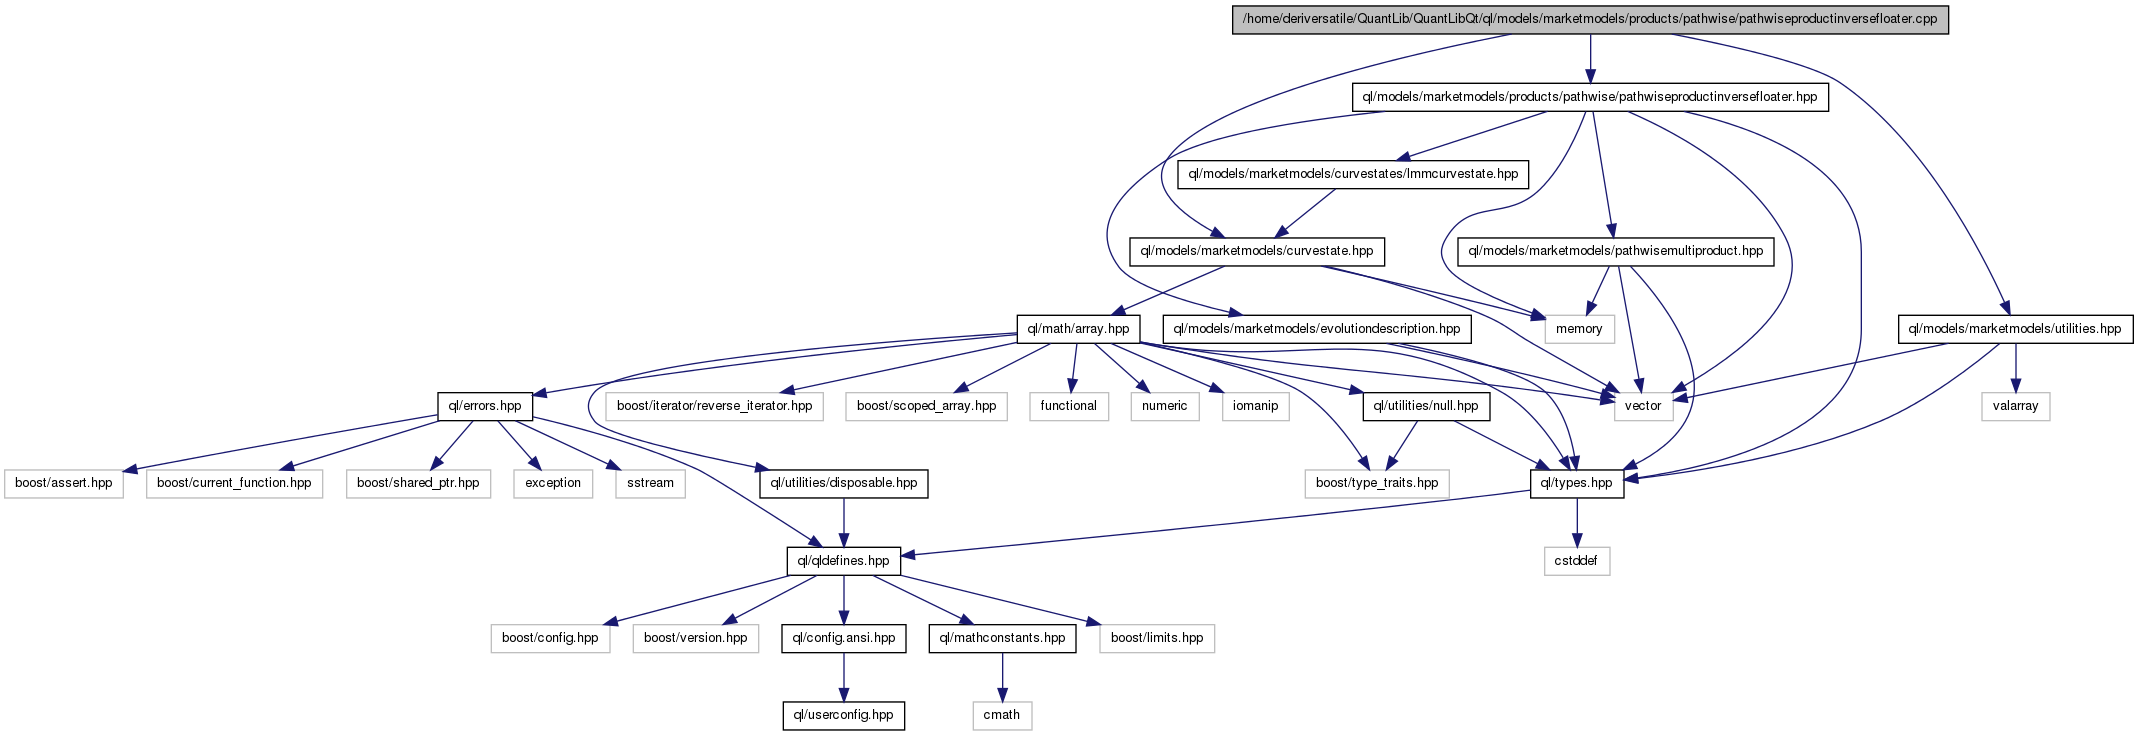 /home/deriversatile/QuantLib/QuantLibQt/ql/models/marketmodels/products/pathwise/pathwiseproductinversefloater.cpp
ql/models/marketmodels/products/pathwise/pathwiseproductinversefloater.hpp
ql/models/marketmodels/curvestates/lmmcurvestate.hpp
ql/models/marketmodels/curvestate.hpp
ql/models/marketmodels/pathwisemultiproduct.hpp
ql/math/array.hpp
ql/models/marketmodels/evolutiondescription.hpp
memory
ql/models/marketmodels/utilities.hpp
ql/errors.hpp
boost/iterator/reverse_iterator.hpp
boost/scoped_array.hpp
functional
numeric
iomanip
ql/utilities/null.hpp
vector
valarray
boost/assert.hpp
boost/current_function.hpp
boost/shared_ptr.hpp
exception
sstream
ql/utilities/disposable.hpp
boost/type_traits.hpp
ql/types.hpp
ql/qldefines.hpp
cstddef
boost/config.hpp
boost/version.hpp
ql/config.ansi.hpp
ql/mathconstants.hpp
boost/limits.hpp
ql/userconfig.hpp
cmath